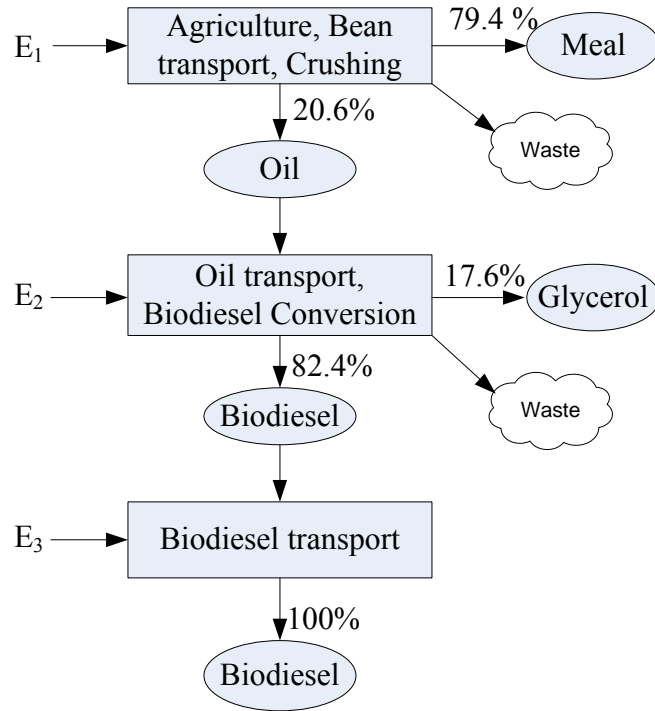 E₁
Agriculture, Bean
transport, Crushing
79.4 %
Meal
20.6%
Waste
Oil
E₂
Oil transport,
Biodiesel Conversion
17.6%
Glycerol
82.4%
Waste
Biodiesel
E₃
Biodiesel transport
100%
Biodiesel